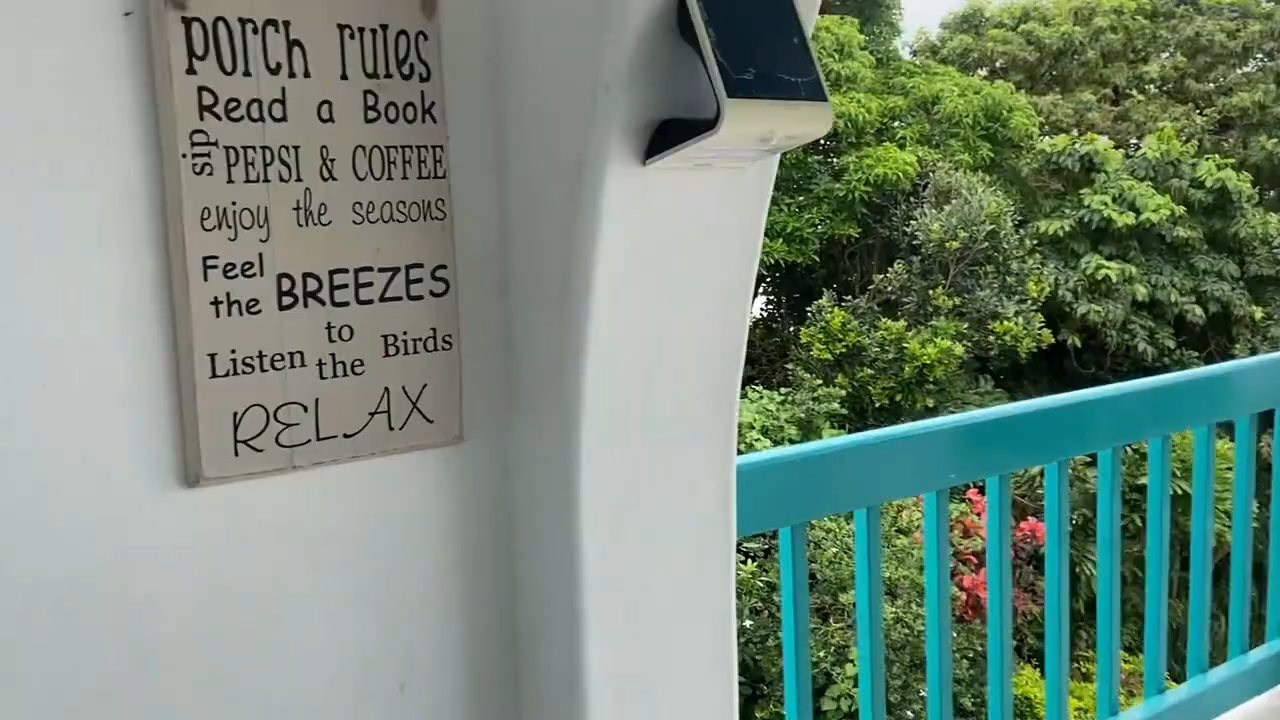 porch rules
Read a Book
sip PEPSI & COFFEE
enjoy the seasons
Feel the BREEZES
Listen to the Birds
RELAX